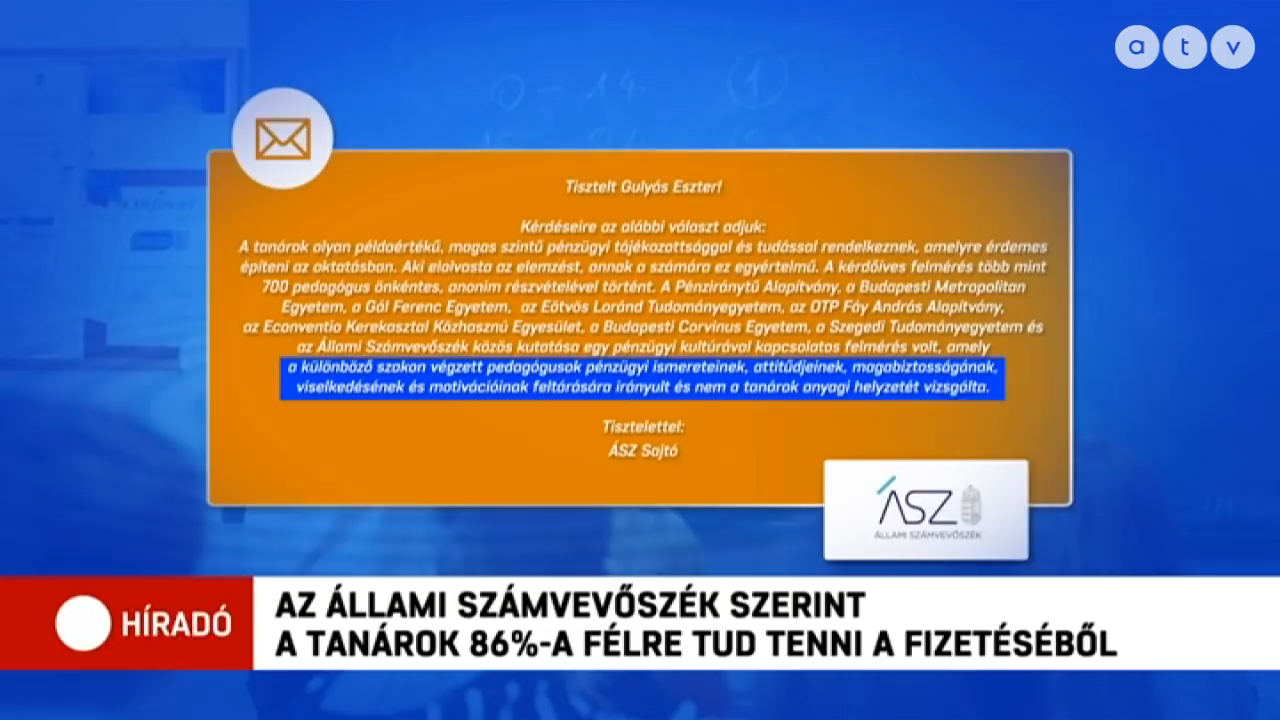 atv
Tisztelt Gulyás Eszter!
Kérdéseire az alábbi választ adjuk:
A tanárok olyan példaértékű, magas szintű pénzügyi tájékozottsággal és tudással rendelkeznek, amelyre érdemes
építeni az oktatásban. Aki elolvasta az elemzést, annak a számára ez egyértelmű. A kérdőíves felmérés több mint
700 pedagógus önkéntes, anonim részvételével történt. A Pénziránytű Alapítvány, a Budapesti Metropolitan
Egyetem, a Gál Ferenc Egyetem, az Eötvös Loránd Tudományegyetem, az OTP Fáy András Alapítvány,
az Econventio Kerekasztal Közhasznú Egyesület, a Budapesti Corvinus Egyetem, a Szegedi Tudományegyetem és
az Állami Számvevőszék közös kutatása egy pénzügyi kultúrával kapcsolatos felmérés volt, amely
a különböző szakon végzett pedagógusok pénzügyi ismereteinek, attitűdjeinek, magabiztosságának,
viselkedésének és motivációinak feltárására irányult és nem a tanárok anyagi helyzetét vizsgálta.
Tisztelettel:
ÁSZ Sajtó
ÁSZ
ÁLLAMI SZÁMVEVŐSZÉK
HÍRADÓ
AZ ÁLLAMI SZÁMVEVŐSZÉK SZERINT
A TANÁROK 86%-A FÉLRE TUD TENNI A FIZETÉSÉBŐL